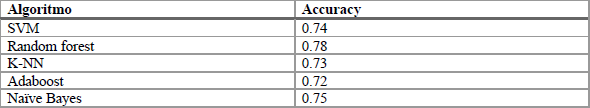 Algoritmo Accuracy
SVM 0.74
Random forest 0.78
K-NN 0.73
Adaboost 0.72
Naïve Bayes 0.75